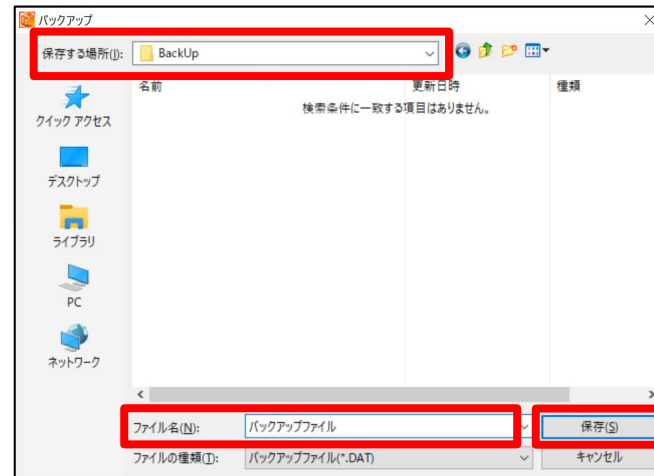 バックアップ
保存する場所(I): BackUp
名前 更新日時 種類
検索条件に一致する項目はありません。
クイック アクセス
デスクトップ
ライブラリ
PC
ネットワーク
ファイル名(N): バックアップファイル 保存(S)
ファイルの種類(T): バックアップファイル(*.DAT) キャンセル